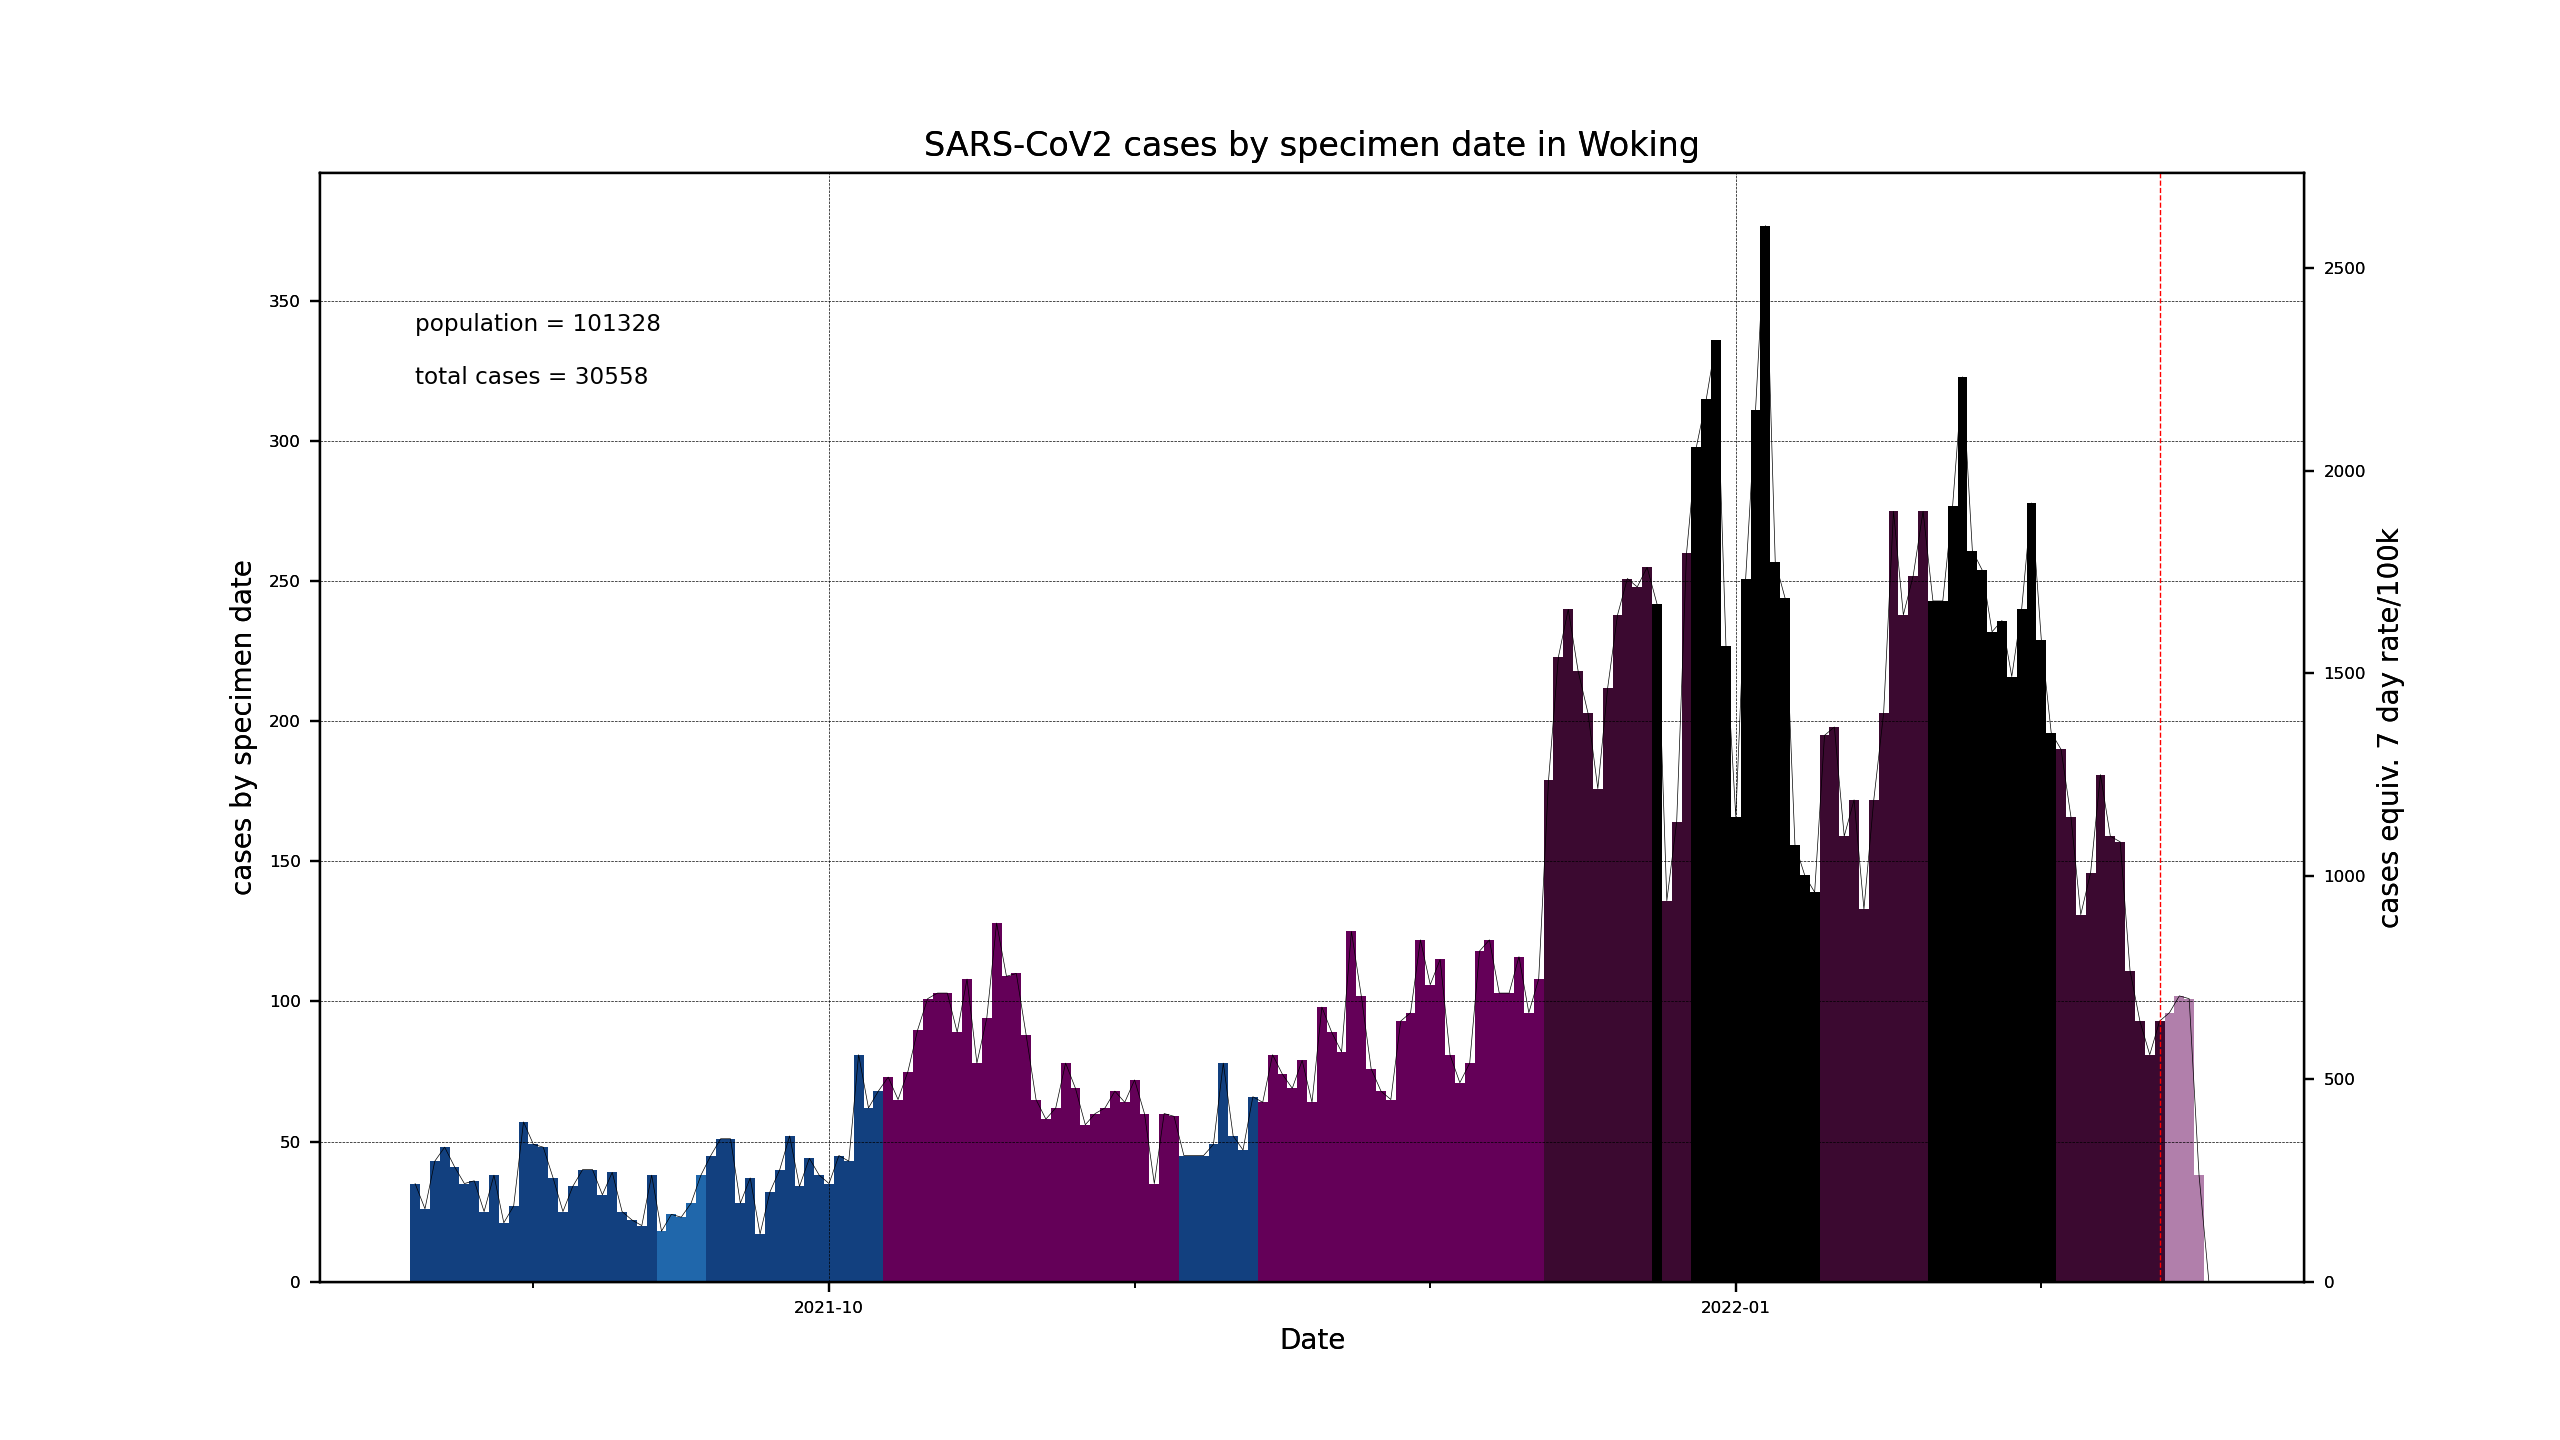 SARS-CoV2 cases by specimen date in Woking
population = 101328
total cases = 30558
cases by specimen date
350
300
250
200
150
100
50
0
2500
2000
1500
1000
500
0
cases equiv. 7 day rate/100k
2021-10
2022-01
Date